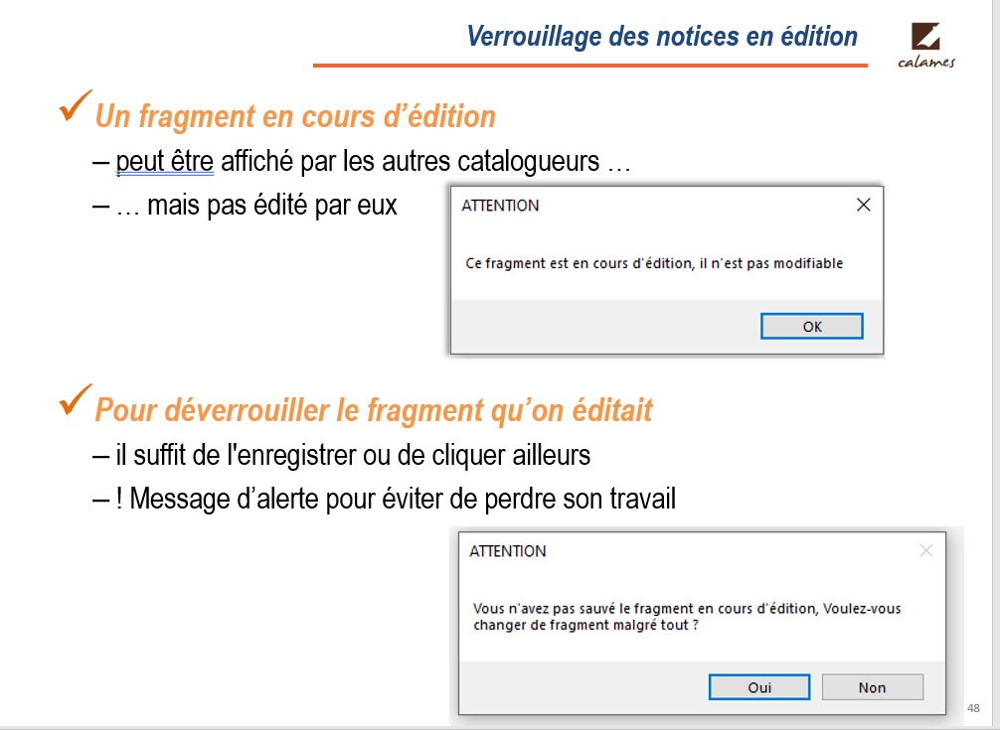 Verrouillage des notices en édition
calames
Un fragment en cours d’édition
– peut être affiché par les autres catalogueurs …
– … mais pas édité par eux
ATTENTION
Ce fragment est en cours d'édition, il n'est pas modifiable
OK
Pour déverrouiller le fragment qu’on éditait
– il suffit de l'enregistrer ou de cliquer ailleurs
– ! Message d’alerte pour éviter de perdre son travail
ATTENTION
Vous n'avez pas sauvé le fragment en cours d'édition, Voulez-vous
changer de fragment malgré tout ?
Oui
Non
48